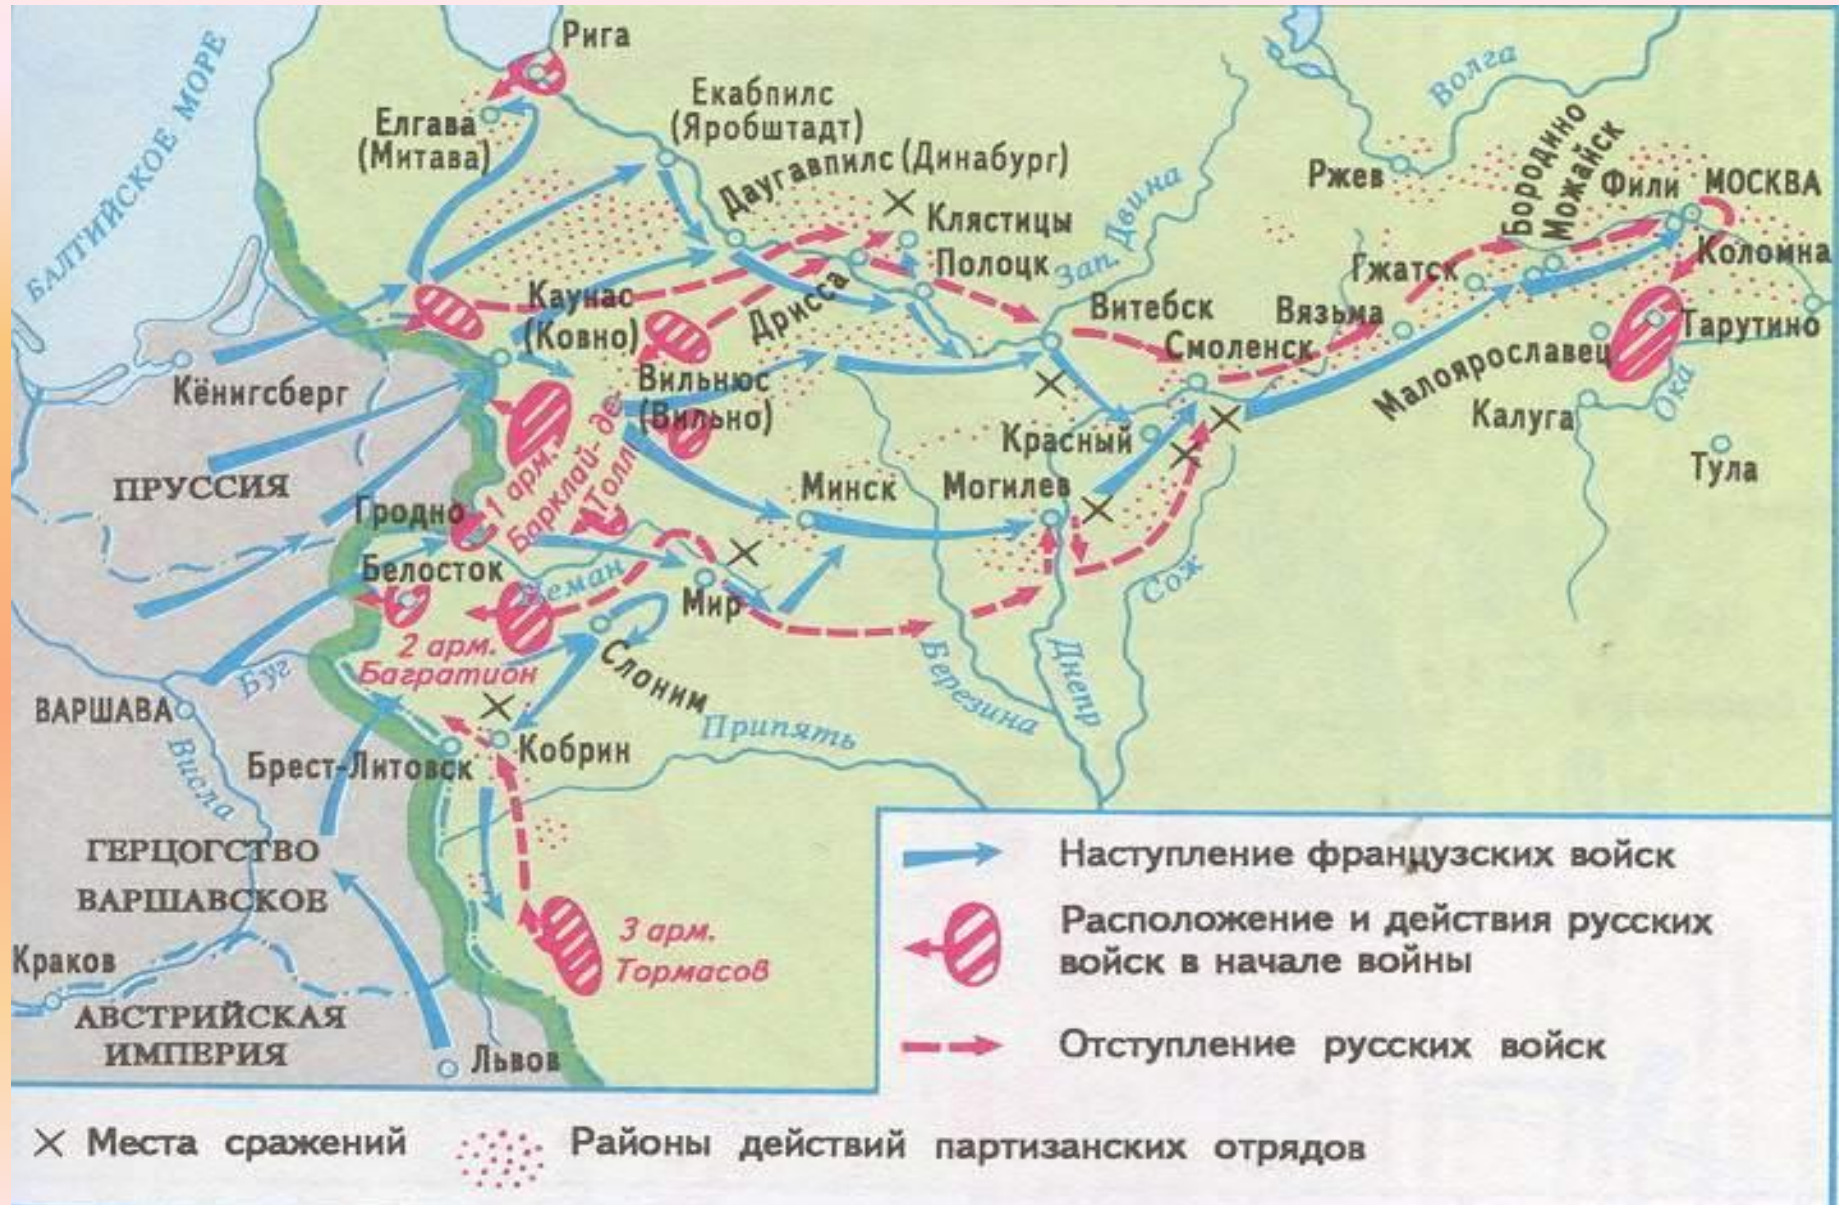 БАЛТИЙСКОЕ МОРЕ
Рига
Елгава
(Митава)
Екабпилс
(Яробштадт)
Даугавпилс (Динабург)
Клястицы
Полоцк
Дрисса
Зап. Двина
Волга
Ржев
Бородино
Можайск
Фили
МОСКВА
Коломна
Гжатск
Вязьма
Тарутино
Малоярославец
Калуга
Ока
Тула
Витебск
Смоленск
Красный
Могилев
Минск
Каунас
(Ковно)
Вильнюс
(Вильно)
Кёнигсберг
ПРУССИЯ
Гродно
1 арм.
Барклай-де-
Толли
Белосток
Неман
Мир
2 арм.
Багратион
Слоним
Буг
ВАРШАВА
Висла
Брест-Литовск
Кобрин
Припять
Березина
Днепр
Сож
ГЕРЦОГСТВО
ВАРШАВСКОЕ
3 арм.
Тормасов
Краков
АВСТРИЙСКАЯ
ИМПЕРИЯ
Львов
Наступление французских войск
Расположение и действия русских
войск в начале войны
Отступление русских войск
Места сражений
Районы действий партизанских отрядов